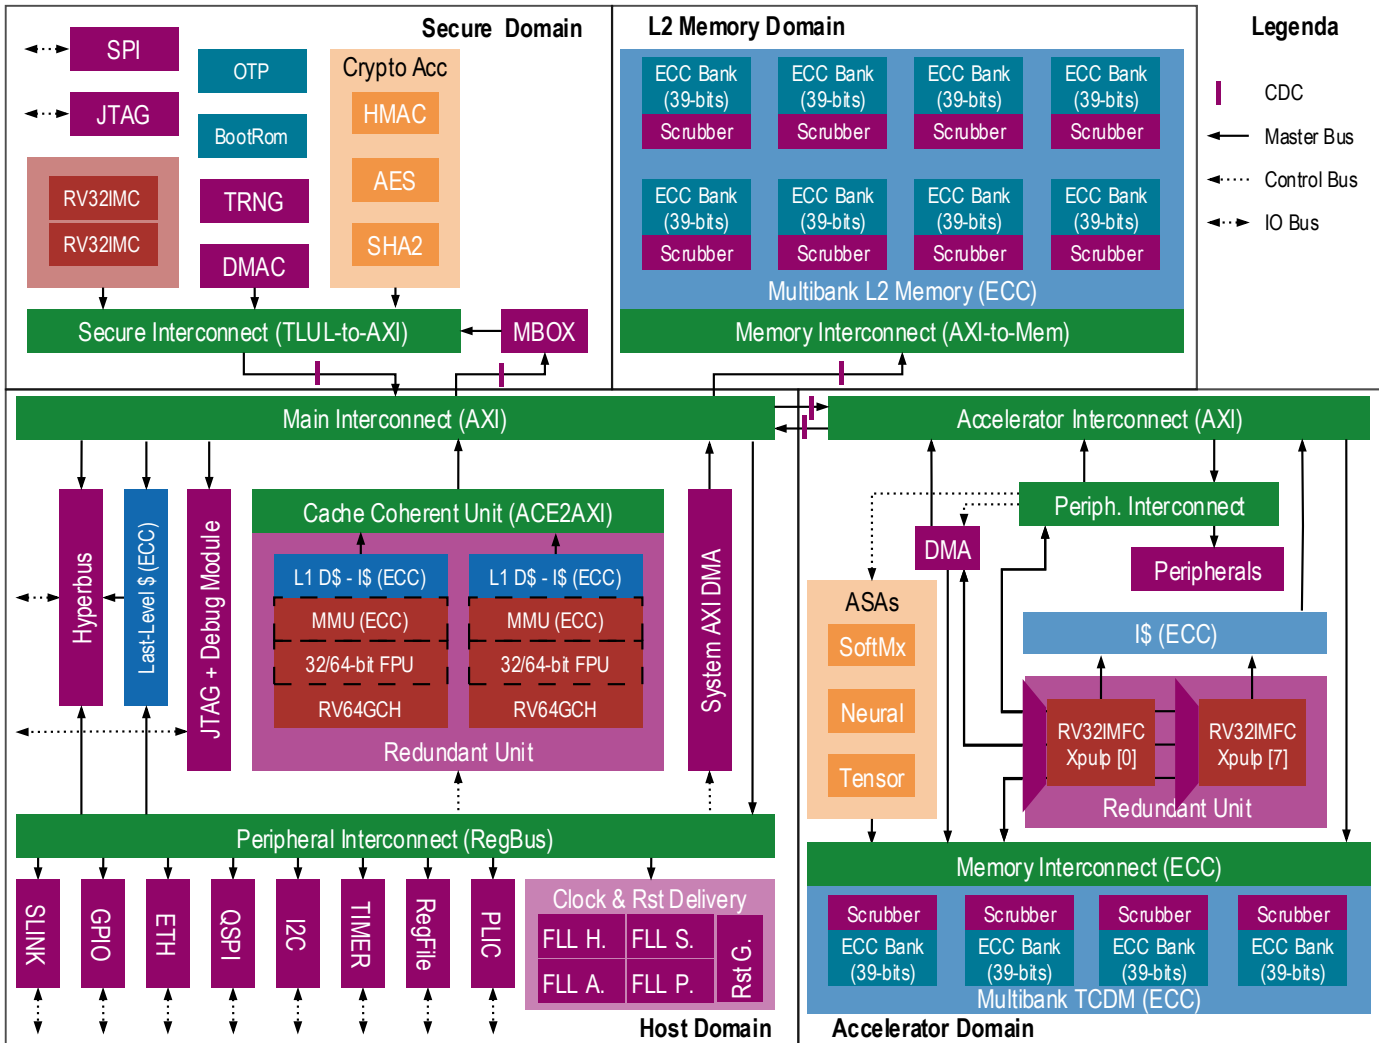 Secure Domain
SPI
JTAG
RV32IMC
RV32IMC
OTP
BootRom
TRNG
DMAC
Crypto Acc
HMAC
AES
SHA2
Secure Interconnect (TLUL-to-AXI)
MBOX
L2 Memory Domain
ECC Bank
(39-bits)
Scrubber
ECC Bank
(39-bits)
Scrubber
ECC Bank
(39-bits)
Scrubber
ECC Bank
(39-bits)
Scrubber
ECC Bank
(39-bits)
Scrubber
ECC Bank
(39-bits)
Scrubber
ECC Bank
(39-bits)
Scrubber
ECC Bank
(39-bits)
Scrubber
Multibank L2 Memory (ECC)
Memory Interconnect (AXI-to-Mem)
Legenda
CDC
Master Bus
Control Bus
IO Bus
Main Interconnect (AXI)
Hyperbus
Last-Level $ (ECC)
JTAG + Debug Module
Cache Coherent Unit (ACE2AXI)
L1 D$ - I$ (ECC)
MMU (ECC)
32/64-bit FPU
RV64GCH
L1 D$ - I$ (ECC)
MMU (ECC)
32/64-bit FPU
RV64GCH
Redundant Unit
System AXI DMA
Peripheral Interconnect (RegBus)
SLINK
GPIO
ETH
QSPI
I2C
TIMER
RegFile
PLIC
Clock & Rst Delivery
FLL H.
FLL S.
FLL A.
FLL P.
Rst G.
Host Domain
Accelerator Interconnect (AXI)
Periph. Interconnect
DMA
Peripherals
ASAs
SoftMx
Neural
Tensor
I$ (ECC)
RV32IMFC
Xpulp [0]
RV32IMFC
Xpulp [7]
Redundant Unit
Memory Interconnect (ECC)
Scrubber
ECC Bank
(39-bits)
Scrubber
ECC Bank
(39-bits)
Scrubber
ECC Bank
(39-bits)
Scrubber
ECC Bank
(39-bits)
Multibank TCDM (ECC)
Accelerator Domain